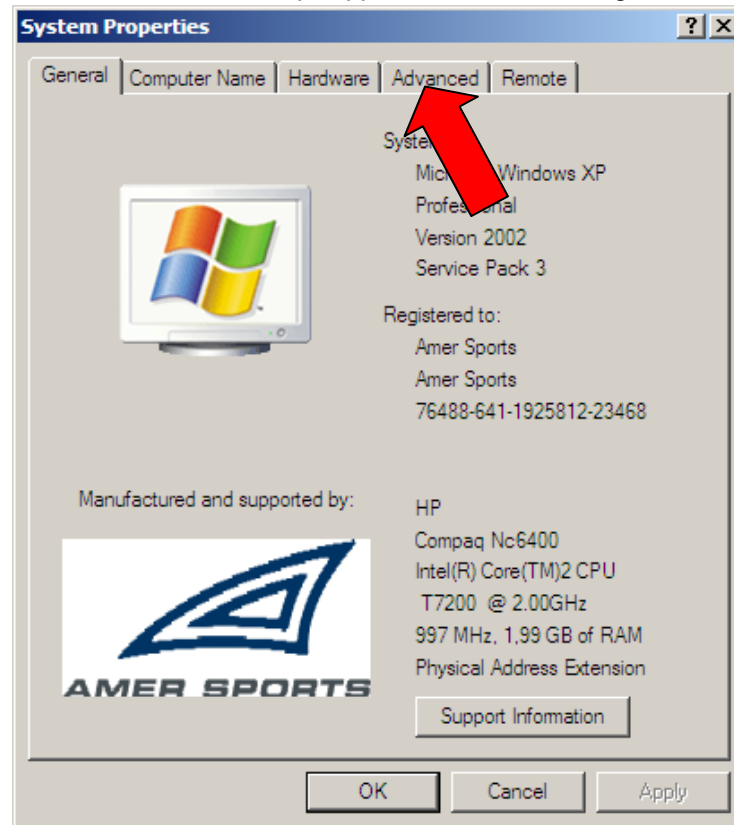 System Properties
General Computer Name Hardware Advanced Remote
Windows XP
Version 2002
Service Pack 3
Registered to:
Amer Sports
Amer Sports
76488-641-1925812-23468
Manufactured and supported by:
HP
Compaq Nc6400
Intel(R) Core(TM)2 CPU
T7200 @ 2.00GHz
997 MHz, 1,99 GB of RAM
Physical Address Extension
AMER SPORTS
Support Information
OK Cancel Apply